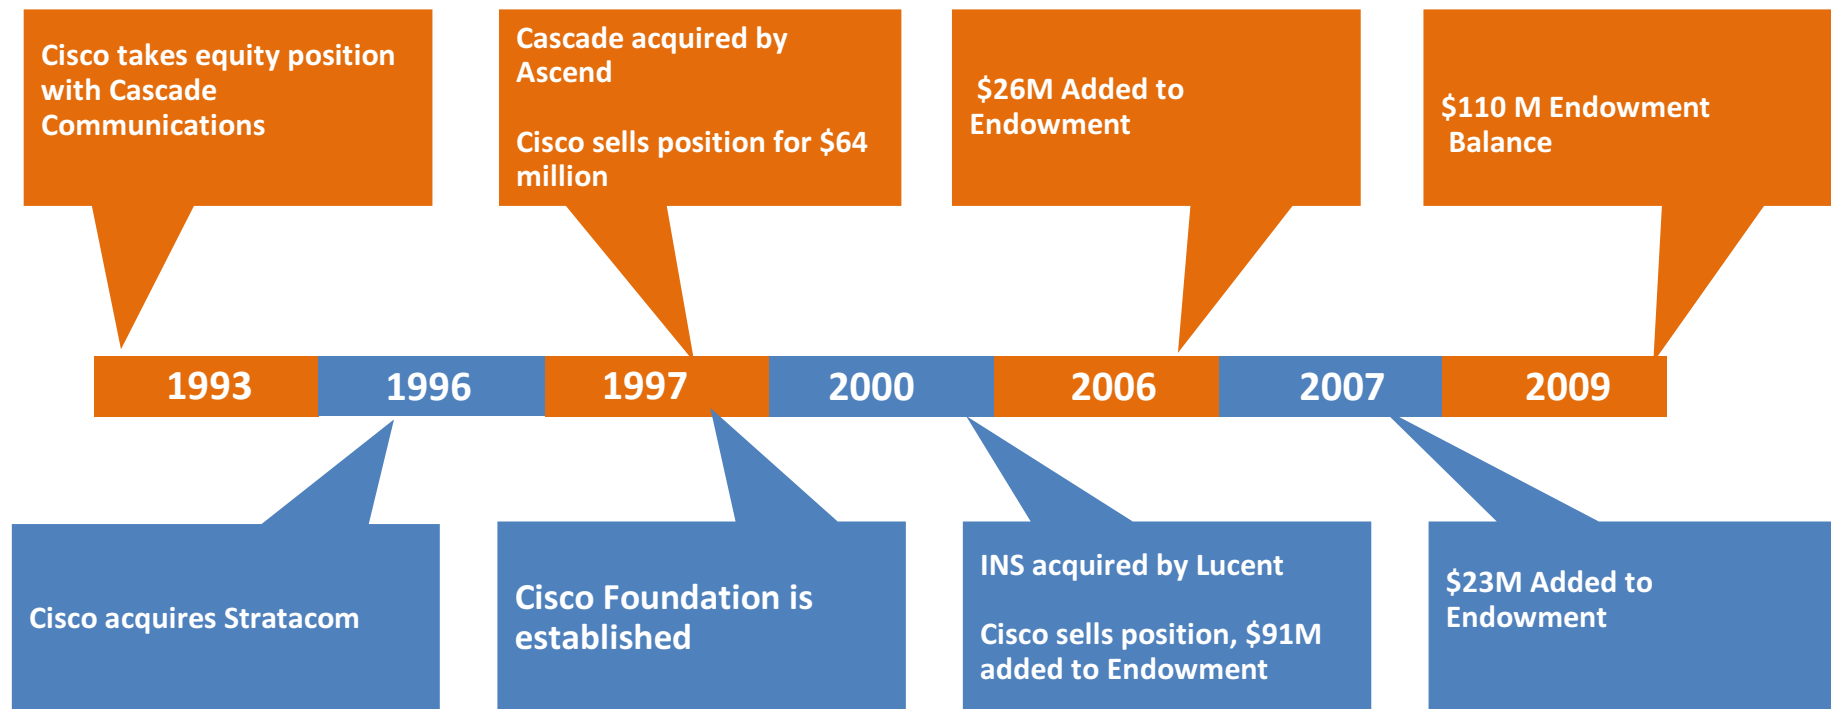 Cisco takes equity position
with Cascade
Communications
Cascade acquired by
Ascend
Cisco sells position for $64
million
$26M Added to
Endowment
$110 M Endowment
Balance
1993
1996
1997
2000
2006
2007
2009
Cisco acquires Stratacom
Cisco Foundation is
established
INS acquired by Lucent
Cisco sells position, $91M
added to Endowment
$23M Added to
Endowment